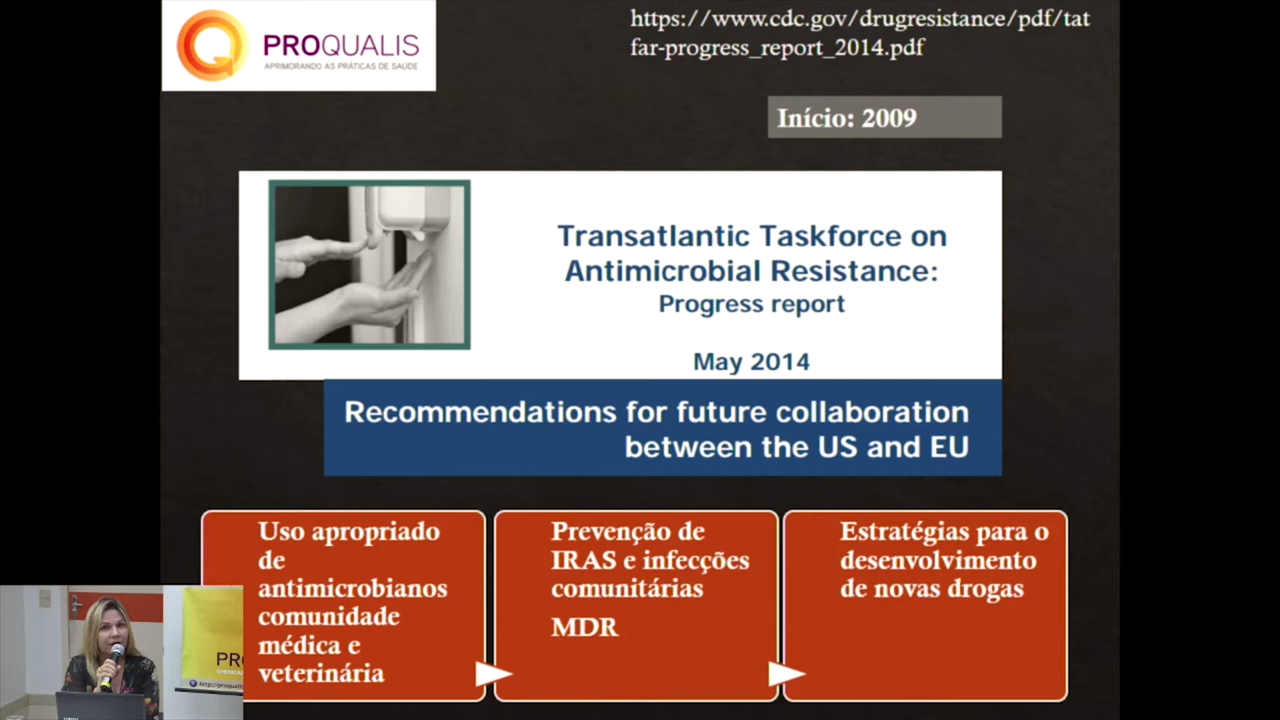 PROQUALIS
APRIMORANDO AS PRÁTICAS DE SAÚDE
https://www.cdc.gov/drugresistance/pdf/tat
far-progress_report_2014.pdf
Início: 2009
Transatlantic Taskforce on
Antimicrobial Resistance:
Progress report
May 2014
Recommendations for future collaboration
between the US and EU
Uso apropriado
de
antimicrobianos
comunidade
médica e
veterinária
Prevenção de
IRAS e infecções
comunitárias
MDR
Estratégias para o
desenvolvimento
de novas drogas
PRO
http://proqualis